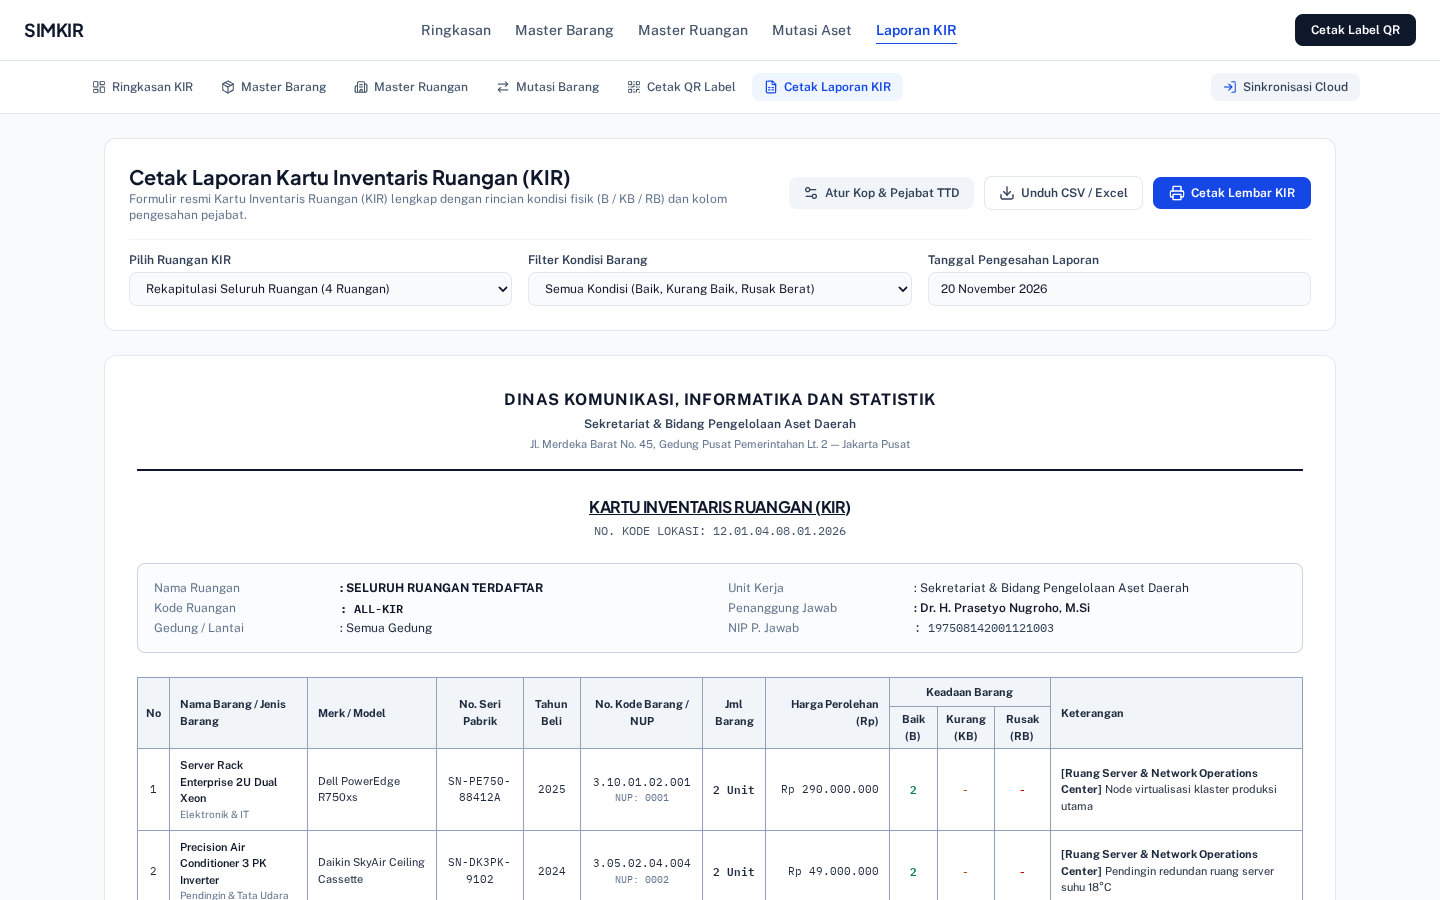 SIMKIR
Ringkasan
Master Barang
Master Ruangan
Mutasi Aset
Laporan KIR
Cetak Label QR
Ringkasan KIR
Master Barang
Master Ruangan
Mutasi Barang
Cetak QR Label
Cetak Laporan KIR
Sinkronisasi Cloud
Cetak Laporan Kartu Inventaris Ruangan (KIR)
Formulir resmi Kartu Inventaris Ruangan (KIR) lengkap dengan rincian kondisi fisik (B / KB / RB) dan kolom
pengesahan pejabat.
Atur Kop & Pejabat TTD
Unduh CSV / Excel
Cetak Lembar KIR
Pilih Ruangan KIR
Rekapitulasi Seluruh Ruangan (4 Ruangan)
Filter Kondisi Barang
Semua Kondisi (Baik, Kurang Baik, Rusak Berat)
Tanggal Pengesahan Laporan
20 November 2026
DINAS KOMUNIKASI, INFORMATIKA DAN STATISTIK
Sekretariat & Bidang Pengelolaan Aset Daerah
Jl. Merdeka Barat No. 45, Gedung Pusat Pemerintahan Lt. 2 — Jakarta Pusat
KARTU INVENTARIS RUANGAN (KIR)
NO. KODE LOKASI: 12.01.04.08.01.2026
Nama Ruangan : SELURUH RUANGAN TERDAFTAR
Kode Ruangan : ALL-KIR
Gedung / Lantai : Semua Gedung
Unit Kerja : Sekretariat & Bidang Pengelolaan Aset Daerah
Penanggung Jawab : Dr. H. Prasetyo Nugroho, M.Si
NIP P. Jawab : 197508142001121003
No
Nama Barang / Jenis
Barang
Merk / Model
No. Seri
Pabrik
Tahun
Beli
No. Kode Barang /
NUP
Jml
Barang
Harga Perolehan
(Rp)
Keadaan Barang
Baik
(B)
Kurang
(KB)
Rusak
(RB)
Keterangan
1
Server Rack
Enterprise 2U Dual
Xeon
Elektronik & IT
Dell PowerEdge
R750xs
SN-PE750-
88412A
2025
3.10.01.02.001
NUP: 0001
2 Unit
Rp 290.000.000
2
-
-
[Ruang Server & Network Operations
Center] Node virtualisasi klaster produksi
utama
2
Precision Air
Conditioner 3 PK
Inverter
Pendingin & Tata Udara
Daikin SkyAir Ceiling
Cassette
SN-DK3PK-
9102
2024
3.05.02.04.004
NUP: 0002
2 Unit
Rp 49.000.000
2
-
-
[Ruang Server & Network Operations
Center] Pendingin redundan ruang server
suhu 18°C